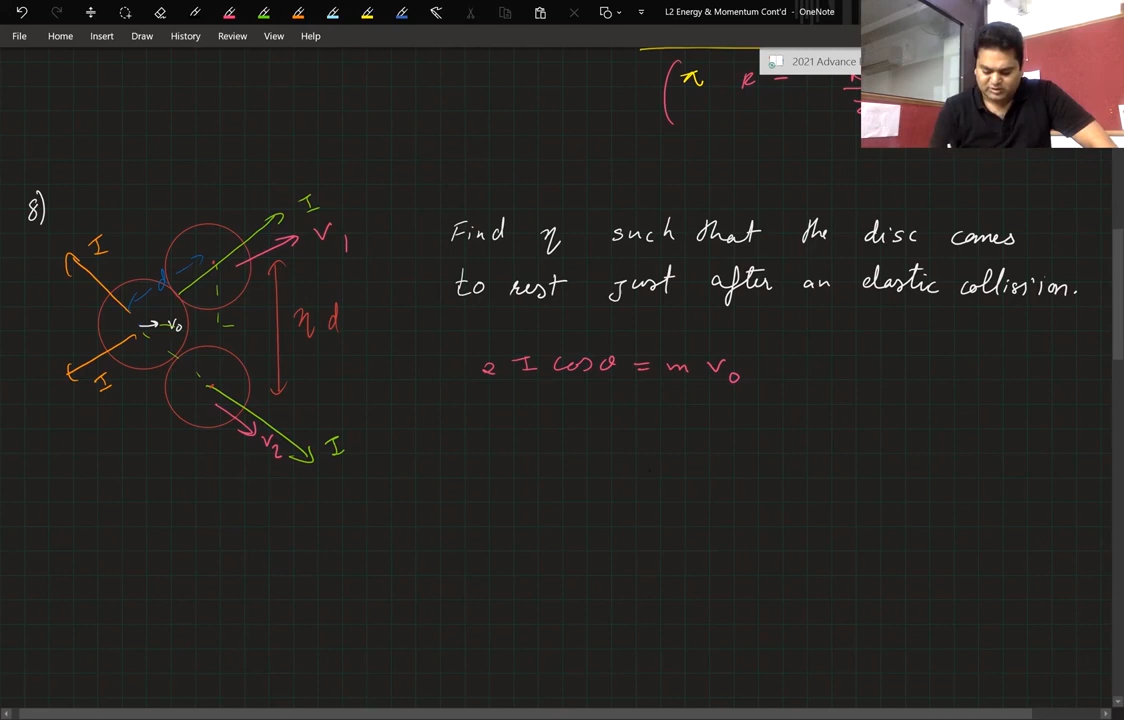 L2 Energy & Momentum Cont'd - OneNote
File Home Insert Draw History Review View Help
2021 Advance
( π R =
8)
I
I
v1
d
v0
η d
I
v2
I
Find η such that the disc comes
to rest just after an elastic collision.
2 I cosθ = m v0